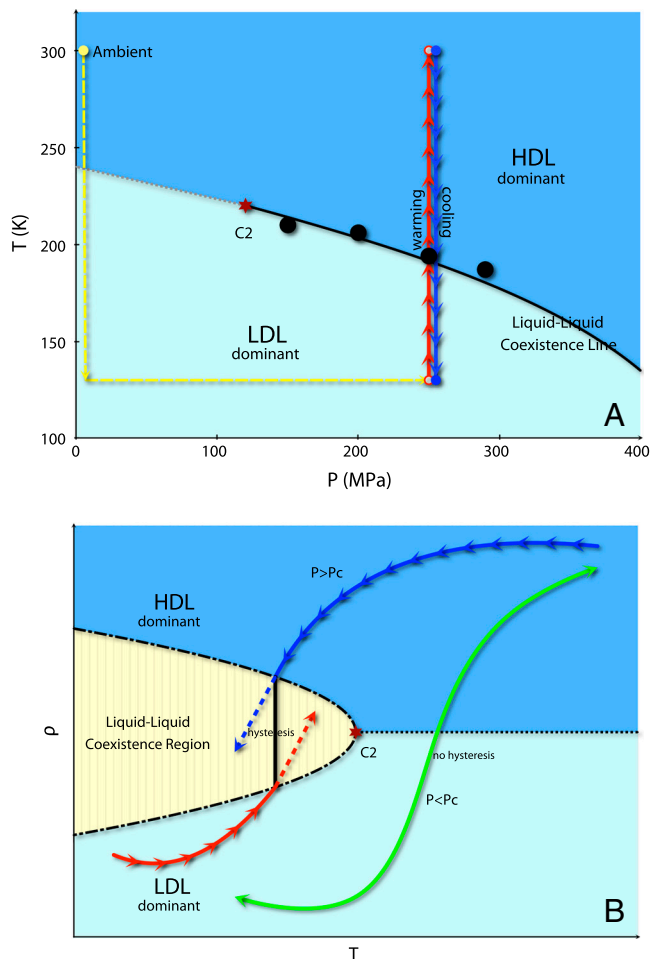 300
Ambient
250
HDL
dominant
warming
cooling
T (K)
200
C2
LDL
dominant
150
Liquid-Liquid
Coexistence Line
A
100
0
100
200
300
400
P (MPa)
P>Pc
HDL
dominant
Liquid-Liquid
Coexistence Region
hysteresis
ρ
C2
no hysteresis
P<Pc
LDL
dominant
B
T